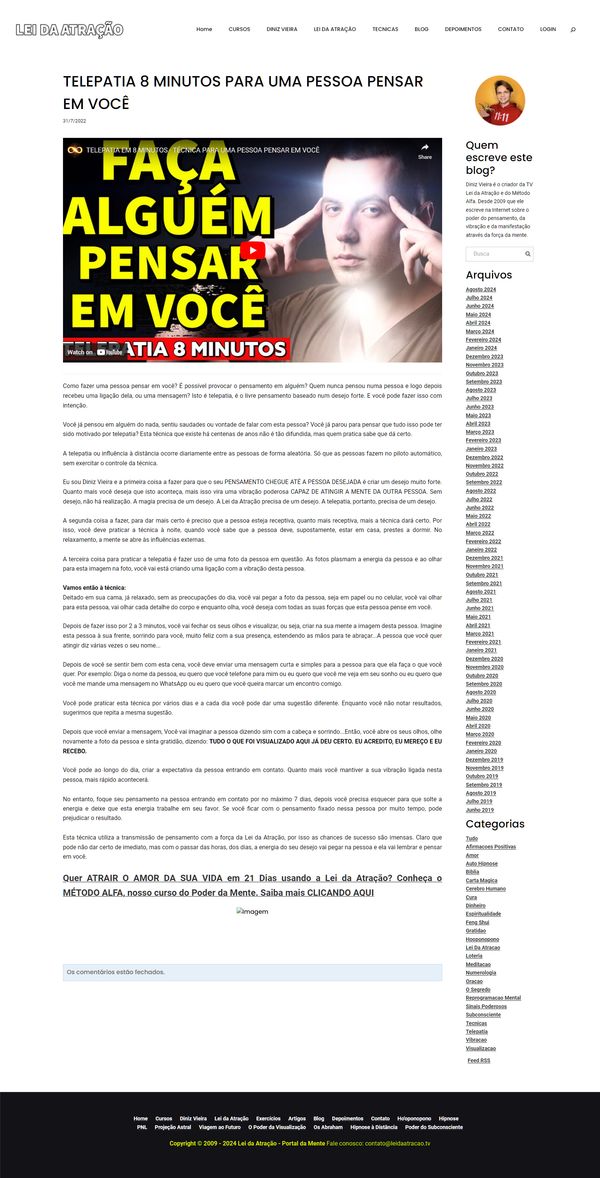 LEI DA ATRAÇÃO
Home CURSOS DINIZ VIEIRA LEI DA ATRAÇÃO TECNICAS BLOG DEPOIMENTOS CONTATO LOGIN
TELEPATIA 8 MINUTOS PARA UMA PESSOA PENSAR
EM VOCÊ
31/7/2022
TELEPATIA EM 8 MINUTOS - TÉCNICA PARA UMA PESSOA PENSAR EM VOCÊ
Share
FAÇA
ALGUÉM
PENSAR
EM VOCÊ
TELEPATIA 8 MINUTOS
Watch on YouTube
Como fazer uma pessoa pensar em você? É possível provocar o pensamento em alguém? Quem nunca pensou numa pessoa e logo depois
recebeu uma ligação dela, ou uma mensagem? Isto é telepatia, é o livre pensamento baseado num desejo forte. E você pode fazer isso com
intenção.
Você já pensou em alguém do nada, sentiu saudades ou vontade de falar com esta pessoa? Você já parou para pensar que tudo isso pode ter
sido motivado por telepatia? Esta técnica que existe há centenas de anos não é tão difundida, mas quem pratica sabe que dá certo.
A telepatia ou influência à distância ocorre diariamente entre as pessoas de forma aleatória. Só que as pessoas fazem no piloto automático,
sem exercitar o controle da técnica.
Eu sou Diniz Vieira e a primeira coisa a fazer para que o seu PENSAMENTO CHEGUE ATÉ A PESSOA DESEJADA é criar um desejo muito forte.
Quanto mais você deseja que isto aconteça, mais isso vira uma vibração poderosa CAPAZ DE ATINGIR A MENTE DA OUTRA PESSOA. Sem
desejo, não há realização. A magia precisa de um desejo. A Lei da Atração precisa de um desejo. A telepatia, portanto, precisa de um desejo.
A segunda coisa a fazer, para dar mais certo é preciso que a pessoa esteja receptiva, quanto mais receptiva, mais a técnica dará certo. Por
isso, você deve praticar a técnica à noite, quando você sabe que a pessoa deve, supostamente, estar em casa, prestes a dormir. No
relaxamento, a mente se abre às influências externas.
A terceira coisa para praticar a telepatia é fazer uso de uma foto da pessoa em questão. As fotos plasmam a energia da pessoa e ao olhar
para esta imagem na foto, você vai está criando uma ligação com a vibração desta pessoa.
Vamos então à técnica:
Deitado em sua cama, já relaxado, sem as preocupações do dia, você vai pegar a foto da pessoa, seja em papel ou no celular, você vai olhar
para esta pessoa, vai olhar cada detalhe do corpo e enquanto olha, você deseja com todas as suas forças que esta pessoa pense em você.
Depois de fazer isso por 2 a 3 minutos, você vai fechar os seus olhos e visualizar, ou seja, criar na sua mente a imagem desta pessoa. Imagine
esta pessoa à sua frente, sorrindo para você, muito feliz com a sua presença, estendendo as mãos para te abraçar...A pessoa que você quer
atingir diz várias vezes o seu nome...
Depois de você se sentir bem com esta cena, você deve enviar uma mensagem curta e simples para a pessoa para que ela faça o que você
quer. Por exemplo: Diga o nome da pessoa, eu quero que você telefone para mim ou eu quero que você me veja em seu sonho ou eu quero que
você me mande uma mensagem no WhatsApp ou eu quero que você queira marcar um encontro comigo.
Você pode praticar esta técnica por vários dias e a cada dia você pode dar uma sugestão diferente. Enquanto você não notar resultados,
sugerimos que repita a mesma sugestão.
Depois que você enviar a mensagem, Você vai imaginar a pessoa dizendo sim com a cabeça e sorrindo...Então, você abre os seus olhos, olhe
novamente a foto da pessoa e sinta gratidão, dizendo: TUDO O QUE FOI VISUALIZADO AQUI JÁ DEU CERTO. EU ACREDITO, EU MEREÇO E EU
RECEBO.
Você pode ao longo do dia, criar a expectativa da pessoa entrando em contato. Quanto mais você mantiver a sua vibração ligada nesta
pessoa, mais rápido acontecerá.
No entanto, foque seu pensamento na pessoa entrando em contato por no máximo 7 dias, depois você precisa esquecer para que solte a
energia e deixe que esta energia trabalhe em seu favor. Se você ficar com o pensamento fixado nessa pessoa por muito tempo, pode
prejudicar o resultado.
Esta técnica utiliza a transmissão de pensamento com a força da Lei da Atração, por isso as chances de sucesso são imensas. Claro que
pode não dar certo de imediato, mas com o passar das horas, dos dias, a energia do seu desejo vai pegar na pessoa e ela vai lembrar e pensar
em você.
Quer ATRAIR O AMOR DA SUA VIDA em 21 Dias usando a Lei da Atração? Conheça o
MÉTODO ALFA, nosso curso do Poder da Mente. Saiba mais CLICANDO AQUI
Imagem
Os comentários estão fechados.
11:11
Quem
escreve este
blog?
Diniz Vieira é o criador da TV
Lei da Atração e do Método
Alfa. Desde 2009 que ele
escreve na Internet sobre o
poder do pensamento, da
vibração e da manifestação
através da força da mente.
Busca
Arquivos
Agosto 2024
Julho 2024
Junho 2024
Maio 2024
Abril 2024
Março 2024
Fevereiro 2024
Janeiro 2024
Dezembro 2023
Novembro 2023
Outubro 2023
Setembro 2023
Agosto 2023
Julho 2023
Junho 2023
Maio 2023
Abril 2023
Março 2023
Fevereiro 2023
Janeiro 2023
Dezembro 2022
Novembro 2022
Outubro 2022
Setembro 2022
Agosto 2022
Julho 2022
Junho 2022
Maio 2022
Abril 2022
Março 2022
Fevereiro 2022
Janeiro 2022
Dezembro 2021
Novembro 2021
Outubro 2021
Setembro 2021
Agosto 2021
Julho 2021
Junho 2021
Maio 2021
Abril 2021
Março 2021
Fevereiro 2021
Janeiro 2021
Dezembro 2020
Novembro 2020
Outubro 2020
Setembro 2020
Agosto 2020
Julho 2020
Junho 2020
Maio 2020
Abril 2020
Março 2020
Fevereiro 2020
Janeiro 2020
Dezembro 2019
Novembro 2019
Outubro 2019
Setembro 2019
Agosto 2019
Julho 2019
Junho 2019
Categorias
Tudo
Afirmacoes Positivas
Amor
Auto Hipnose
Biblia
Carta Magica
Cerebro Humano
Cura
Dinheiro
Espiritualidade
Feng Shui
Gratidao
Hooponopono
Lei Da Atracao
Loteria
Meditacao
Numerologia
Oracao
O Segredo
Reprogramacao Mental
Sinais Poderosos
Subconsciente
Tecnicas
Telepatia
Vibracao
Visualizacao
Feed RSS
Home Cursos Diniz Vieira Lei da Atração Exercícios Artigos Blog Depoimentos Contato Ho'oponopono Hipnose
PNL Projeção Astral Viagem ao Futuro O Poder da Visualização Os Abraham Hipnose à Distância Poder do Subconsciente
Copyright © 2009 - 2024 Lei da Atração - Portal da Mente Fale conosco: contato@leidaatracao.tv